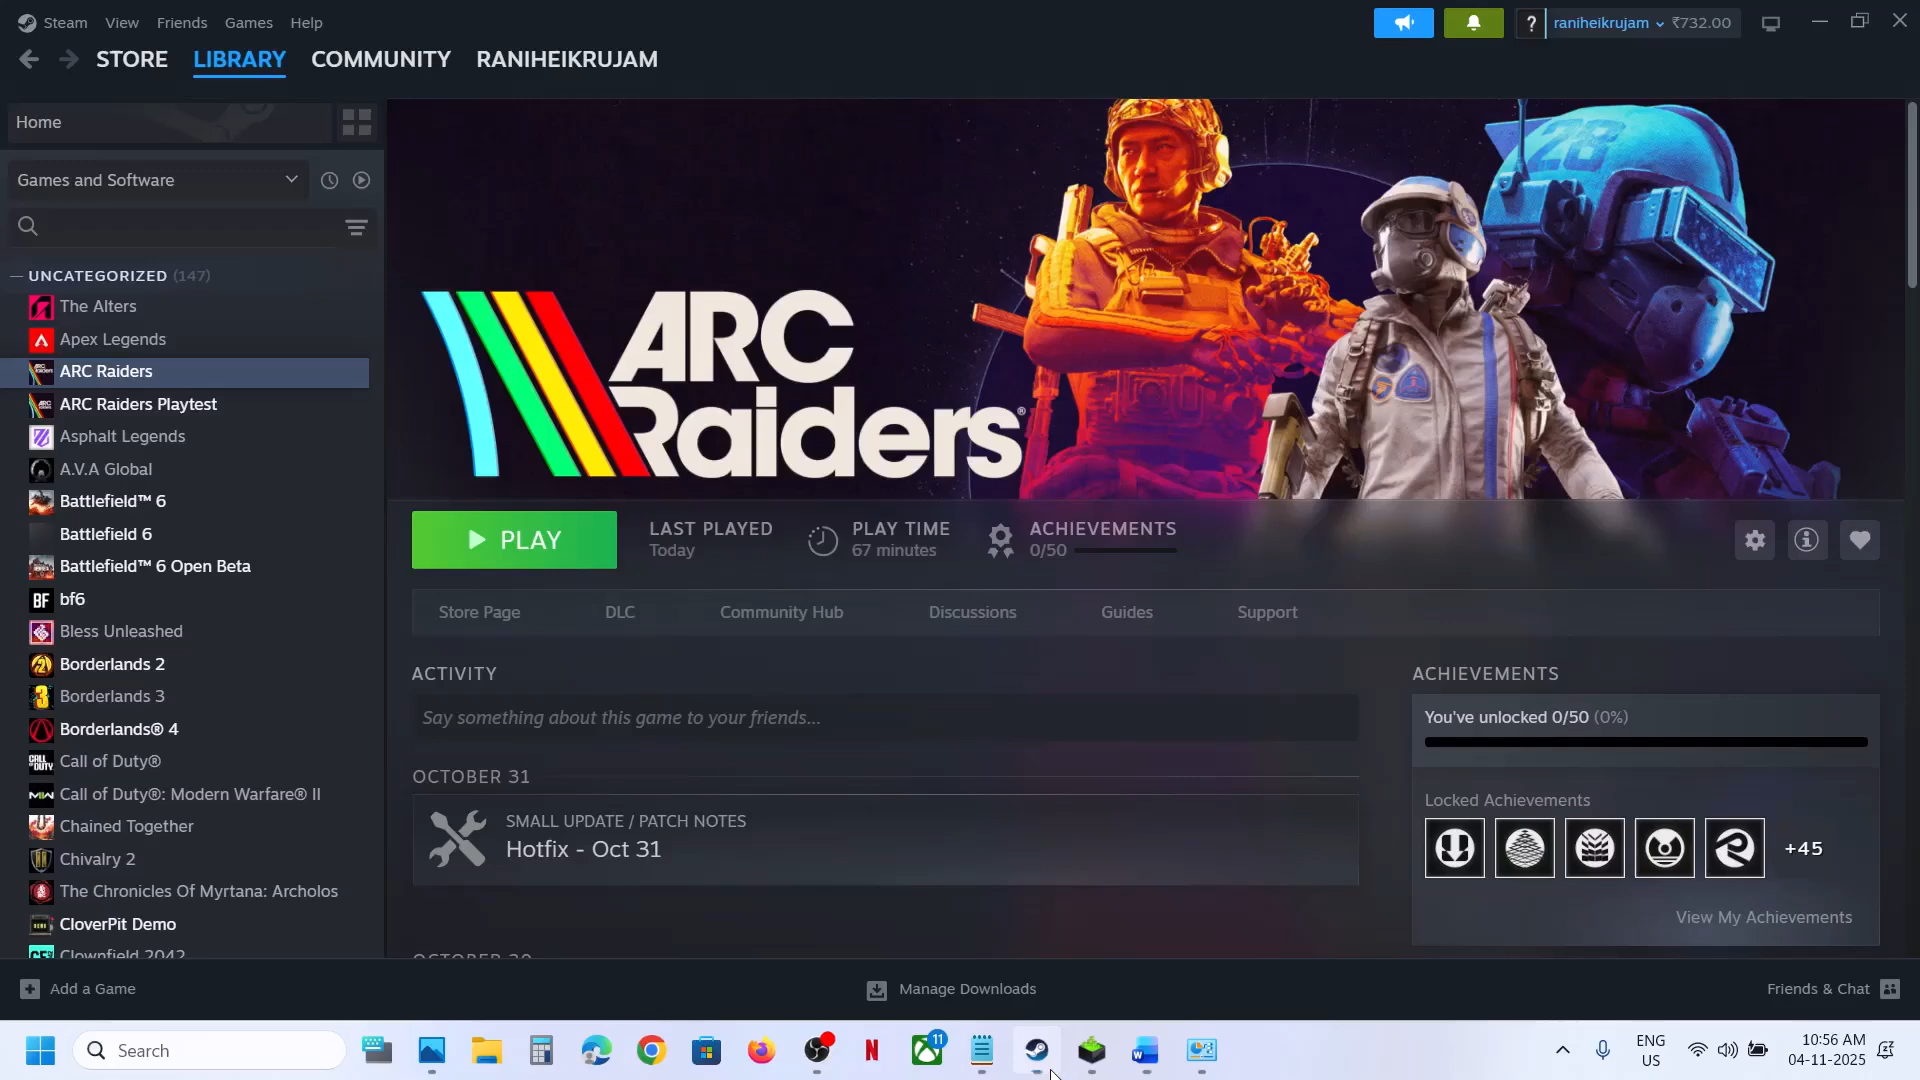 Steam View Friends Games Help
? raniheikrujam ₹732.00
STORE LIBRARY COMMUNITY RANIHEIKRUJAM
Home
Games and Software
UNCATEGORIZED (147)
The Alters
Apex Legends
ARC Raiders
ARC Raiders Playtest
Asphalt Legends
A.V.A Global
Battlefield™ 6
Battlefield 6
Battlefield™ 6 Open Beta
bf6
Bless Unleashed
Borderlands 2
Borderlands 3
Borderlands® 4
Call of Duty®
Call of Duty®: Modern Warfare® II
Chained Together
Chivalry 2
The Chronicles Of Myrtana: Archolos
CloverPit Demo
Clownfield 2042
ARC
Raiders®
28
PLAY
LAST PLAYED
Today
PLAY TIME
67 minutes
ACHIEVEMENTS
0/50
Store Page DLC Community Hub Discussions Guides Support
ACTIVITY
Say something about this game to your friends...
OCTOBER 31
SMALL UPDATE / PATCH NOTES
Hotfix - Oct 31
OCTOBER 30
ACHIEVEMENTS
You've unlocked 0/50 (0%)
Locked Achievements
+45
View My Achievements
Add a Game
Manage Downloads
Friends & Chat
Search
11
ENG
US
10:56 AM
04-11-2025